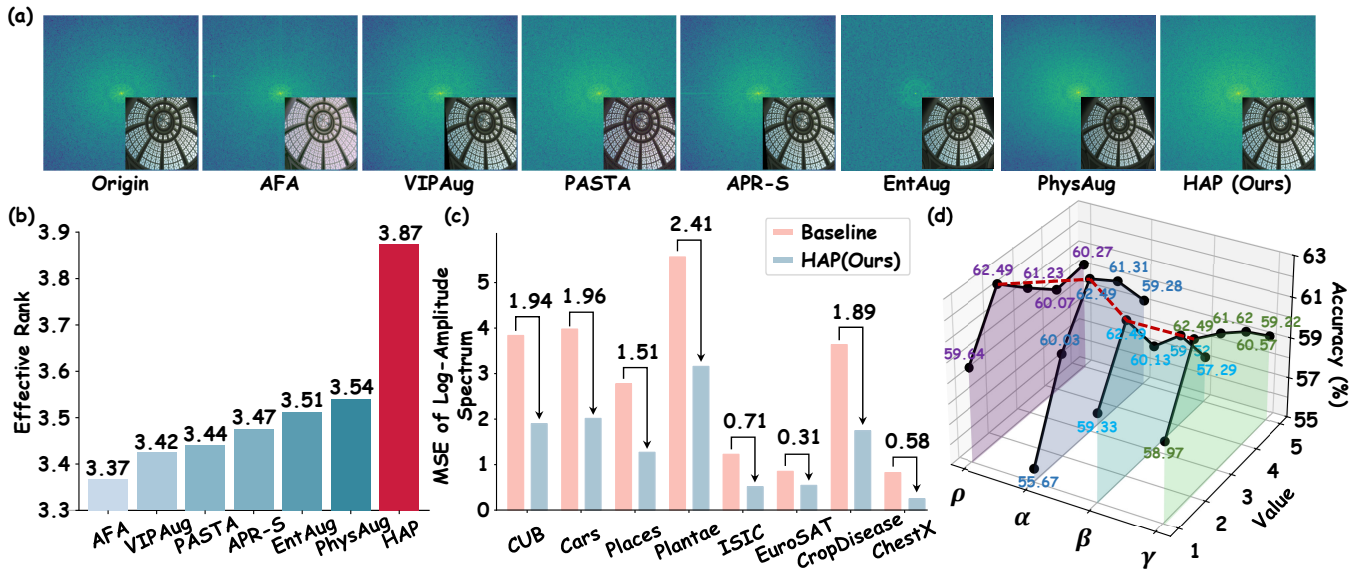 (a)
Origin AFA VIPAug PASTA APR-S EntAug PhysAug HAP (Ours)
(b)
Effective Rank
3.9
3.8
3.7
3.6
3.5
3.4
3.3
3.37 3.42 3.44 3.47 3.51 3.54 3.87
AFA VIPAug PASTA APR-S EntAug PhysAug HAP
(c)
MSE of Log-Amplitude
Spectrum
5
4
3
2
1
0
Baseline
HAP(Ours)
1.94 1.96 1.51 2.41 0.71 0.31 1.89 0.58
CUB Cars Places Plantae ISIC EuroSAT CropDisease ChestX
(d)
59.64 62.49 61.23 60.07 60.27
55.67 60.03 62.49 61.31 59.28
59.33 62.49 60.13 59.52 57.29
58.97 62.49 61.62 60.57 59.22
ρ α β γ
1 2 3 4 5
Value
55 57 59 61 63
Accuracy (%)